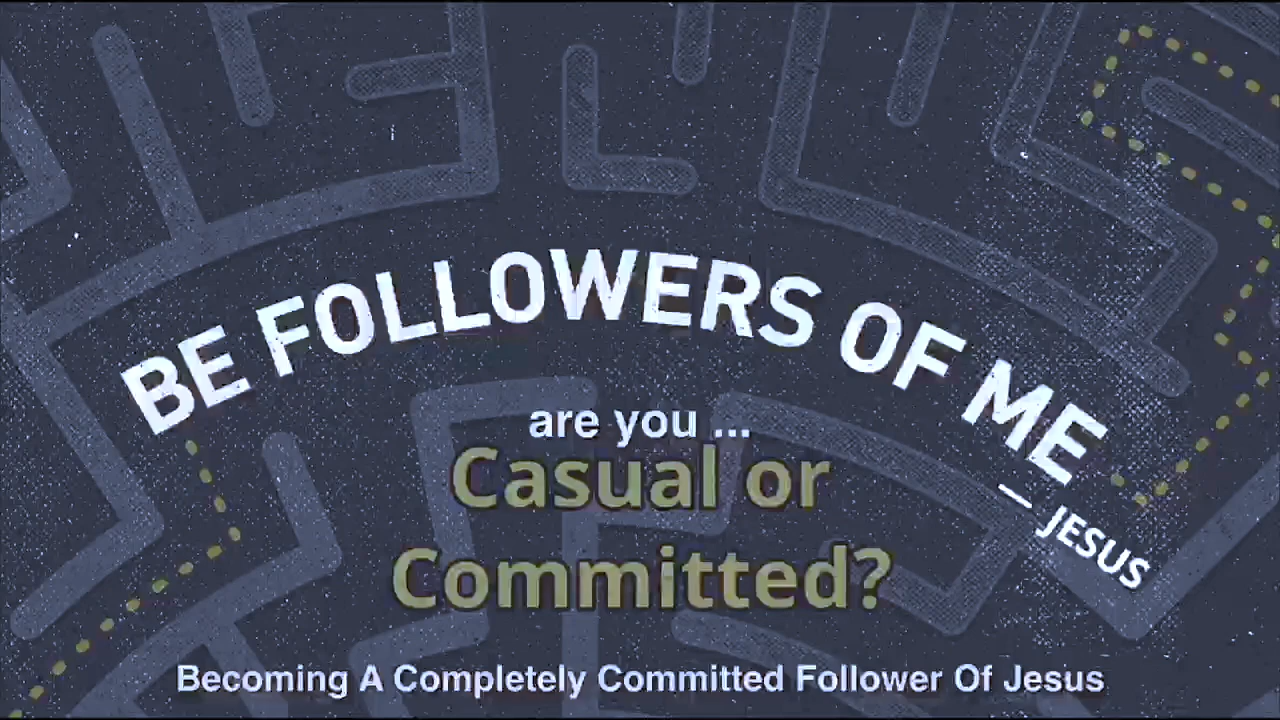 BE FOLLOWERS OF ME
— JESUS
are you ...
Casual or
Committed?
Becoming A Completely Committed Follower Of Jesus